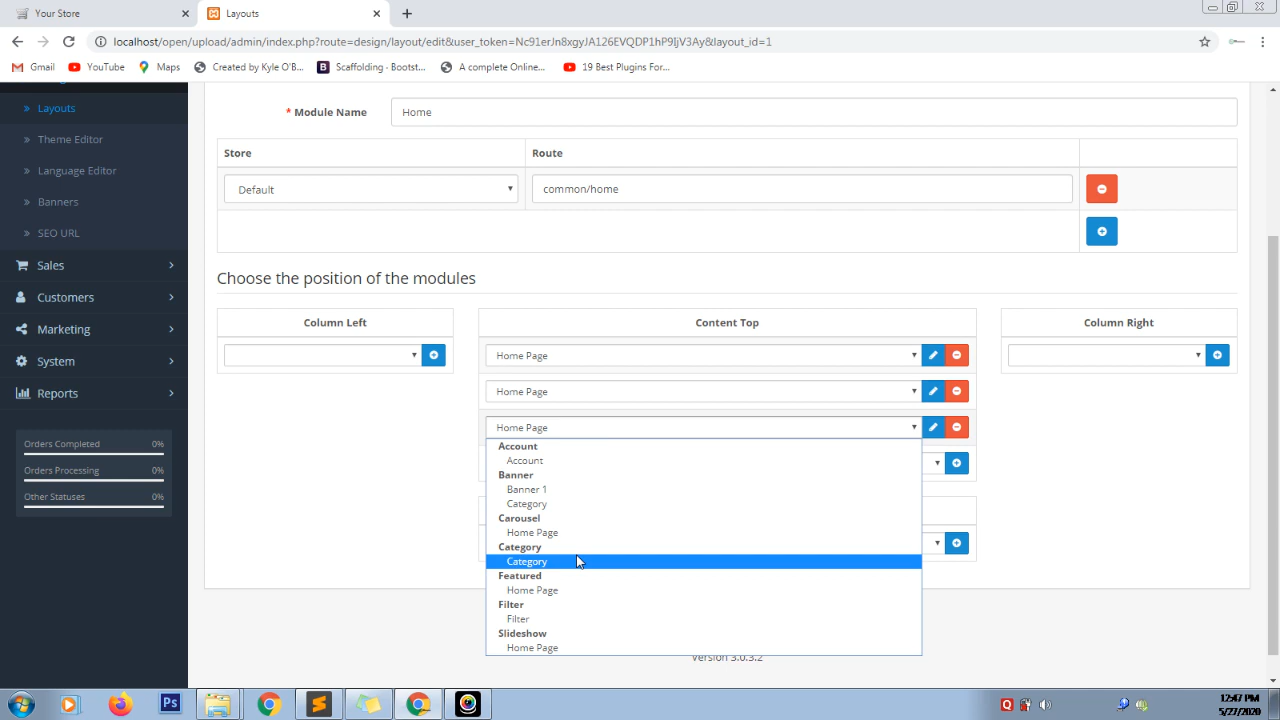 Your Store
Layouts
localhost/open/upload/admin/index.php?route=design/layout/edit&user_token=Nc91erJn8xgyJA126EVQDP1hP9IjV3Ay&layout_id=1
Gmail
YouTube
Maps
Created by Kyle O'B...
Scaffolding - Bootst...
A complete Online...
19 Best Plugins For...
Layouts
Theme Editor
Language Editor
Banners
SEO URL
Sales
Customers
Marketing
System
Reports
Orders Completed 0%
Orders Processing 0%
Other Statuses 0%
* Module Name
Home
Store
Route
Default
common/home
Choose the position of the modules
Column Left
Content Top
Column Right
Home Page
Home Page
Home Page
Account
Account
Banner
Banner 1
Category
Carousel
Home Page
Category
Category
Featured
Home Page
Filter
Filter
Slideshow
Home Page
Version 3.0.3.2
Ps
12:47 PM
5/27/2020